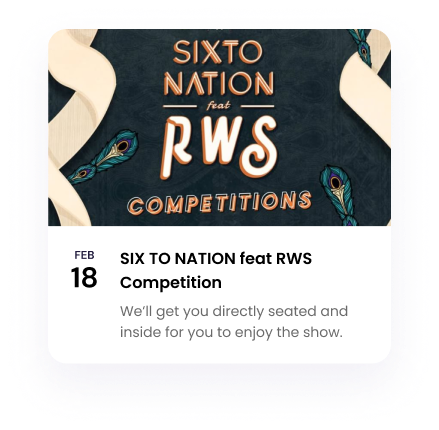 SIXTO
NATION
feat
RWS
COMPETITIONS
FEB
18
SIX TO NATION feat RWS
Competition
We'll get you directly seated and
inside for you to enjoy the show.